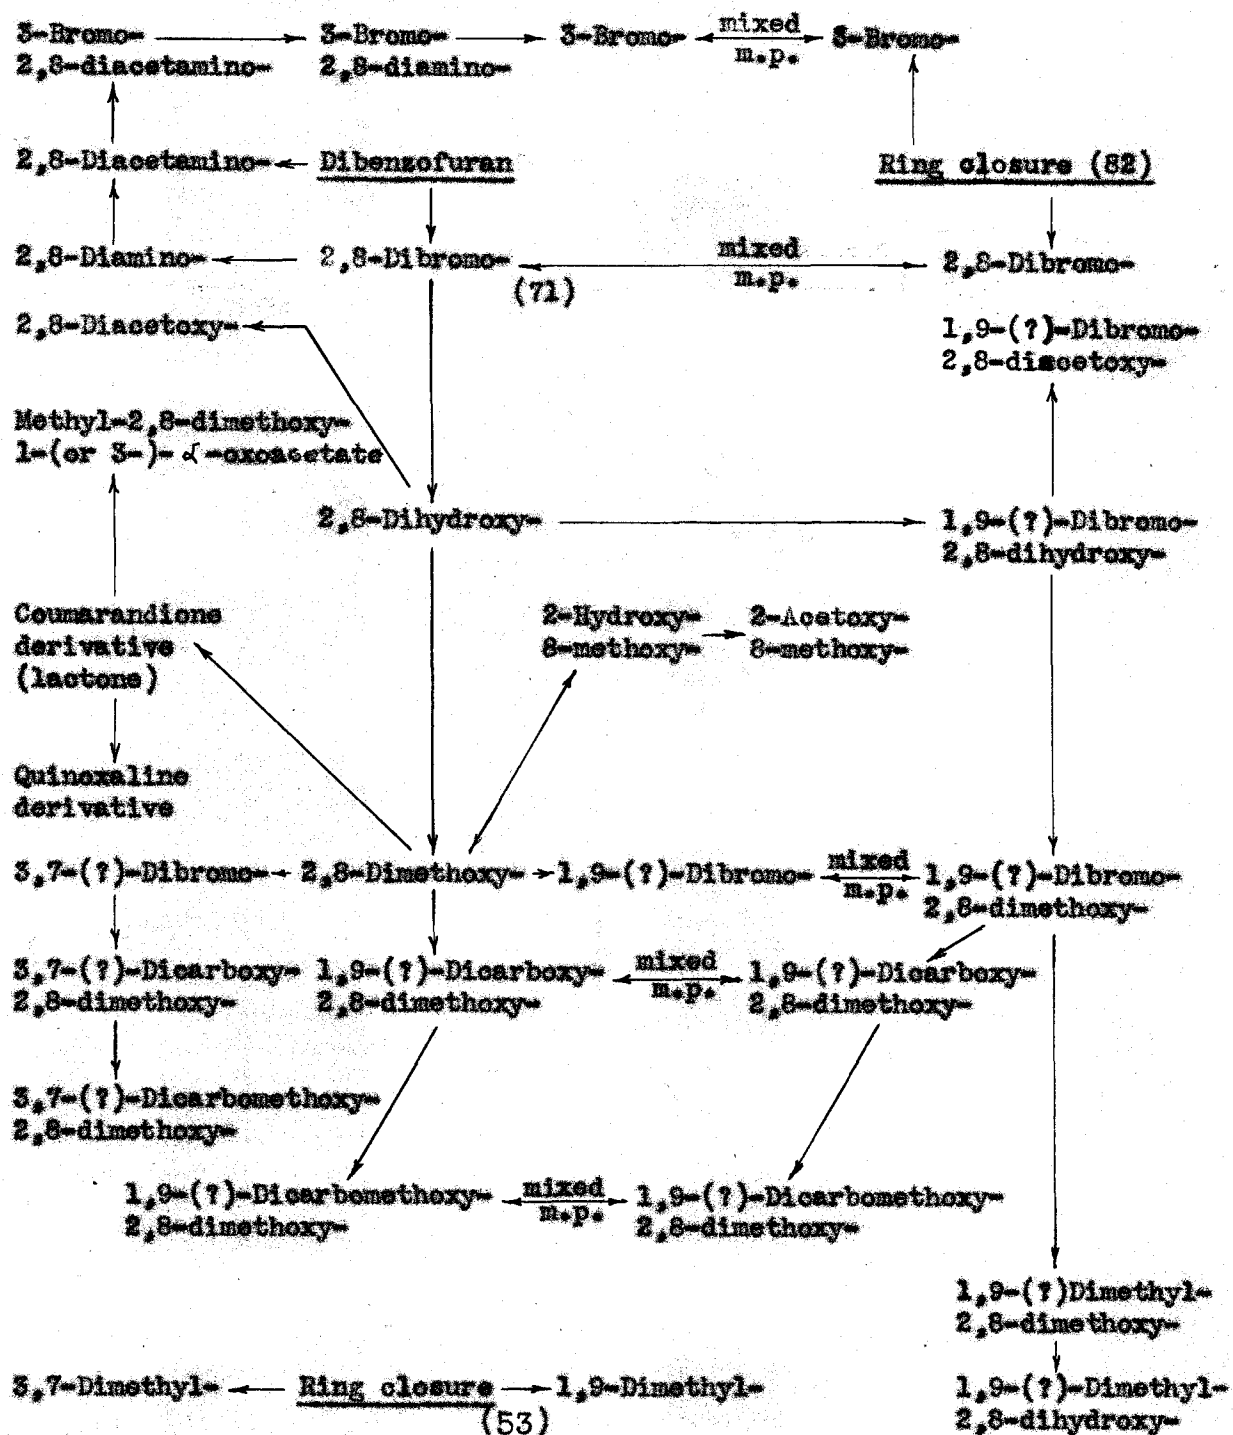 3-Bromo- 3-Bromo- 3-Bromo- mixed 3-Bromo-
2,8-diacetamino- 2,8-diamino- m.p.
2,8-Diacetamino- Dibenzofuran Ring closure (82)
2,8-Diamino- 2,8-Dibromo- mixed 2,8-Dibromo-
(71) m.p.
2,8-Diacetoxy- 1,9-(?)-Dibromo-
2,8-diacetoxy-
Methyl-2,8-dimethoxy-
1-(or 3-)-α-oxoacetate
2,8-Dihydroxy- 1,9-(?)-Dibromo-
2,8-dihydroxy-
Coumarandione 2-Hydroxy- 2-Acetoxy-
derivative 8-methoxy- 8-methoxy-
(lactone)
Quinoxaline
derivative
3,7-(?)-Dibromo- 2,8-Dimethoxy- 1,9-(?)-Dibromo- mixed 1,9-(?)-Dibromo-
m.p. 2,8-dimethoxy-
3,7-(?)-Dicarboxy- 1,9-(?)-Dicarboxy- mixed 1,9-(?)-Dicarboxy-
2,8-dimethoxy- 2,8-dimethoxy- m.p. 2,8-dimethoxy-
3,7-(?)-Dicarbomethoxy-
2,8-dimethoxy-
1,9-(?)-Dicarbomethoxy- mixed 1,9-(?)-Dicarbomethoxy-
2,8-dimethoxy- m.p. 2,8-dimethoxy-
1,9-(?)Dimethyl-
2,8-dimethoxy-
3,7-Dimethyl- Ring closure 1,9-Dimethyl- 1,9-(?)-Dimethyl-
(53) 2,8-dihydroxy-